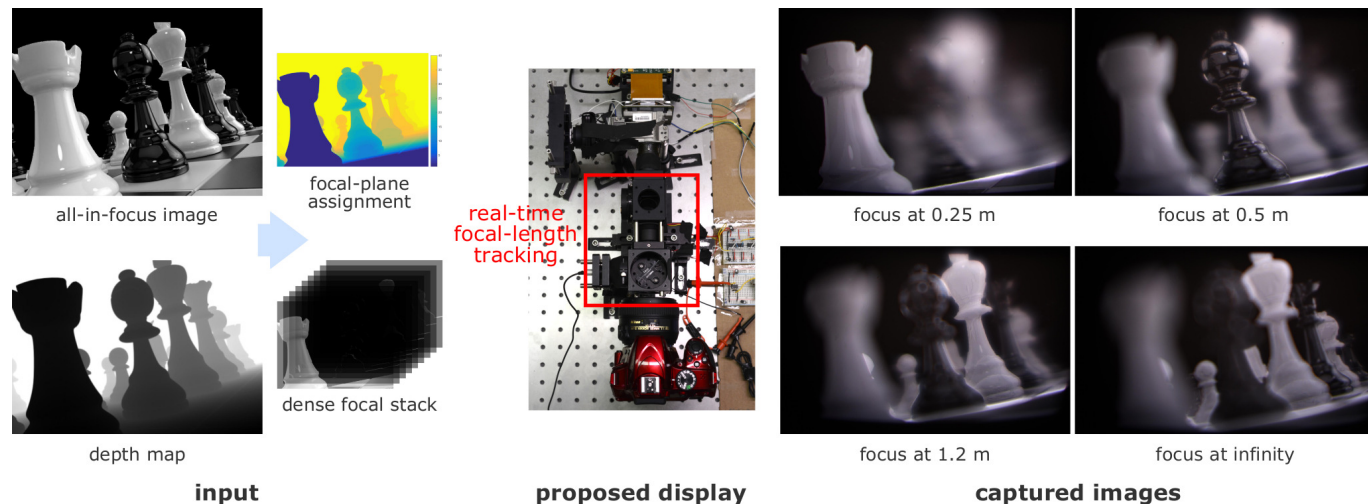 all-in-focus image
focal-plane
assignment
depth map
dense focal stack
input
real-time
focal-length
tracking
proposed display
focus at 0.25 m
focus at 0.5 m
focus at 1.2 m
focus at infinity
captured images